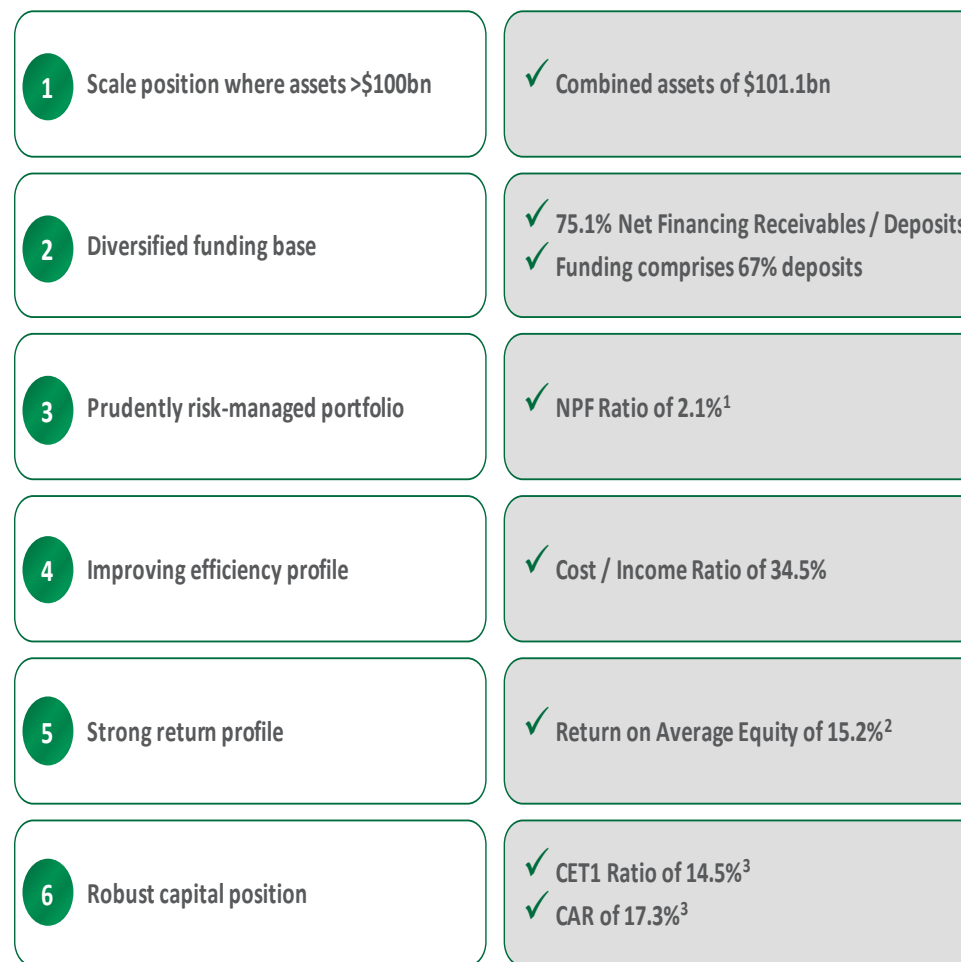 1 Scale position where assets >$100bn
✓ Combined assets of $101.1bn
2 Diversified funding base
✓ 75.1% Net Financing Receivables / Deposits
✓ Funding comprises 67% deposits
3 Prudently risk-managed portfolio
✓ NPF Ratio of 2.1%¹
4 Improving efficiency profile
✓ Cost / Income Ratio of 34.5%
5 Strong return profile
✓ Return on Average Equity of 15.2%²
6 Robust capital position
✓ CET1 Ratio of 14.5%³
✓ CAR of 17.3%³